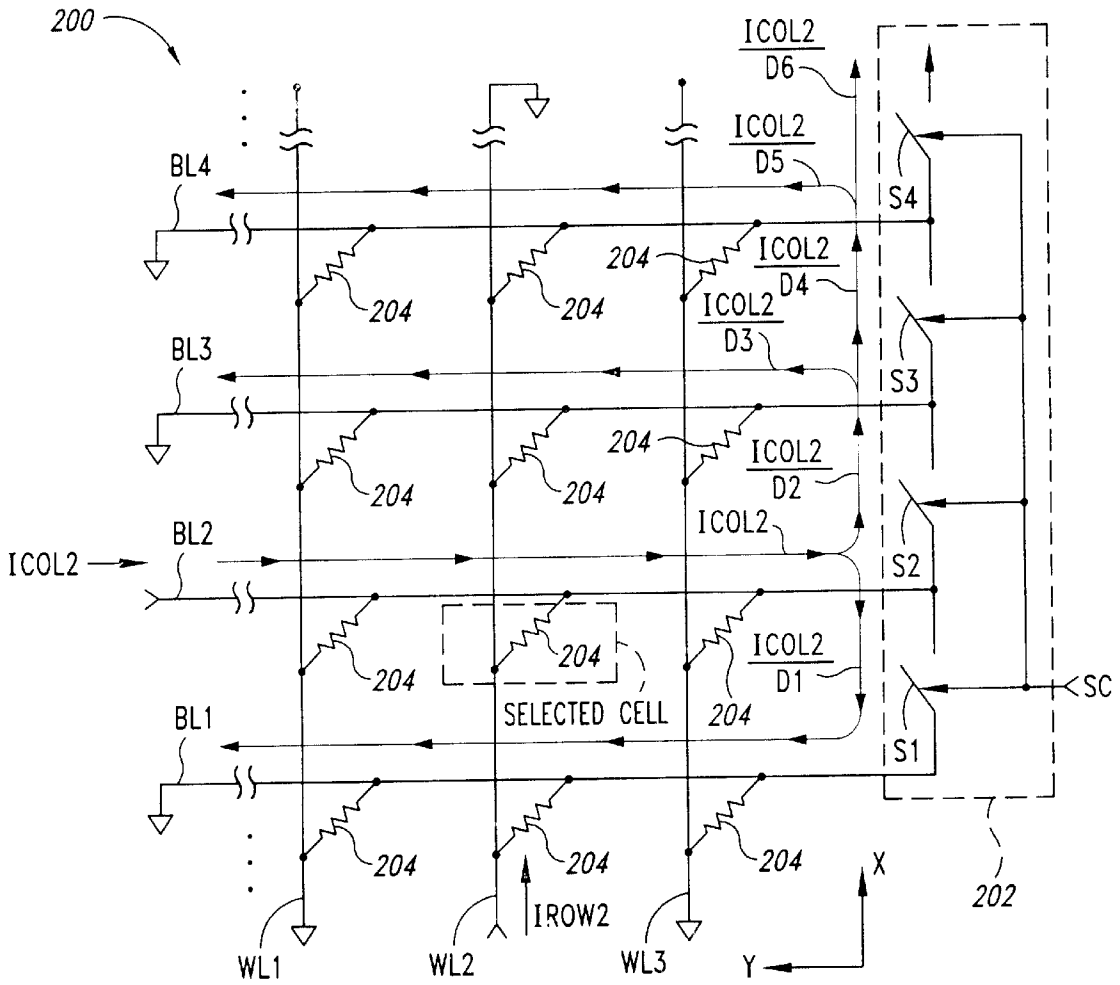 200
ICOL2
D6
ICOL2
D5
BL4
S4
204
204
204
ICOL2
D4
ICOL2
D3
BL3
S3
204
204
204
ICOL2
D2
ICOL2
ICOL2
BL2
S2
204
204
204
ICOL2
D1
SC
SELECTED CELL
BL1
S1
204
204
204
202
X
Y
IROW2
WL1
WL2
WL3